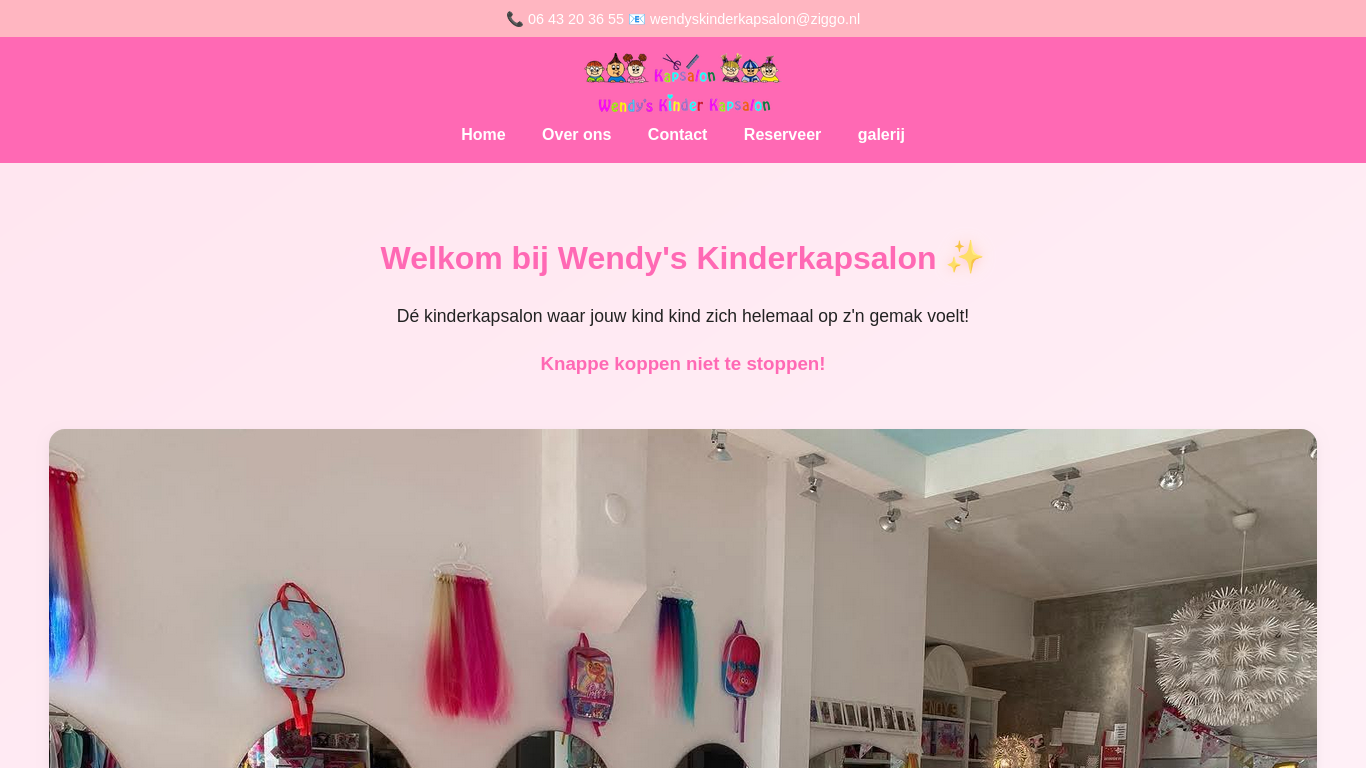 📞 06 43 20 36 55 📧 wendyskinderkapsalon@ziggo.nl
Kapsalon
Wendy's Kinder Kapsalon
Home Over ons Contact Reserveer galerij
Welkom bij Wendy's Kinderkapsalon ✨
Dé kinderkapsalon waar jouw kind kind zich helemaal op z'n gemak voelt!
Knappe koppen niet te stoppen!